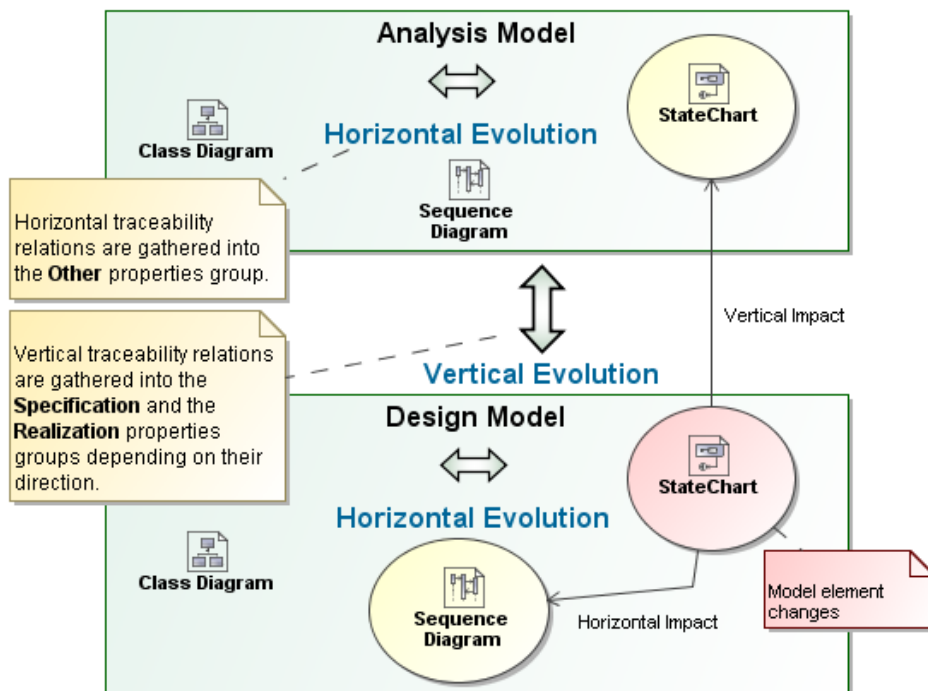 Analysis Model
StateChart
Class Diagram
Horizontal Evolution
Sequence
Diagram
Horizontal traceability
relations are gathered into
the Other properties group.
Vertical Impact
Vertical traceability relations
are gathered into the
Specification and the
Realization properties
groups depending on their
direction.
Vertical Evolution
Design Model
StateChart
Horizontal Evolution
Class Diagram
Sequence
Diagram
Horizontal Impact
Model element
changes